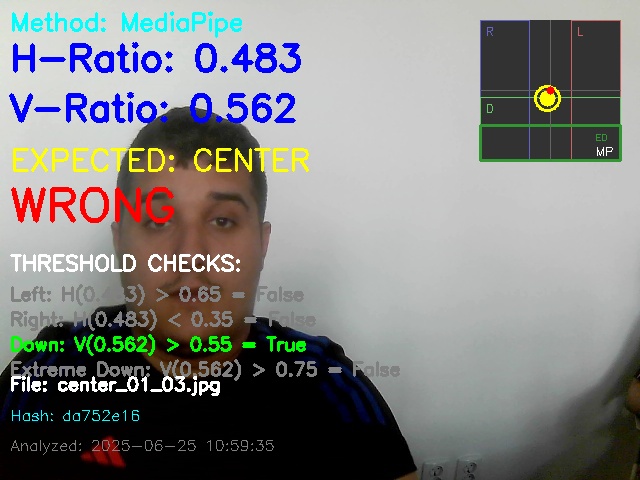 Method: MediaPipe
H-Ratio: 0.483
V-Ratio: 0.562
EXPECTED: CENTER
WRONG
THRESHOLD CHECKS:
Left: H(0.483) > 0.65 = False
Right: H(0.483) < 0.35 = False
Down: V(0.562) > 0.55 = True
Extreme Down: V(0.562) > 0.75 = False
File: center_01_03.jpg
Hash: da752e16
Analyzed: 2025-06-25 10:59:35
R L
D
ED
MP